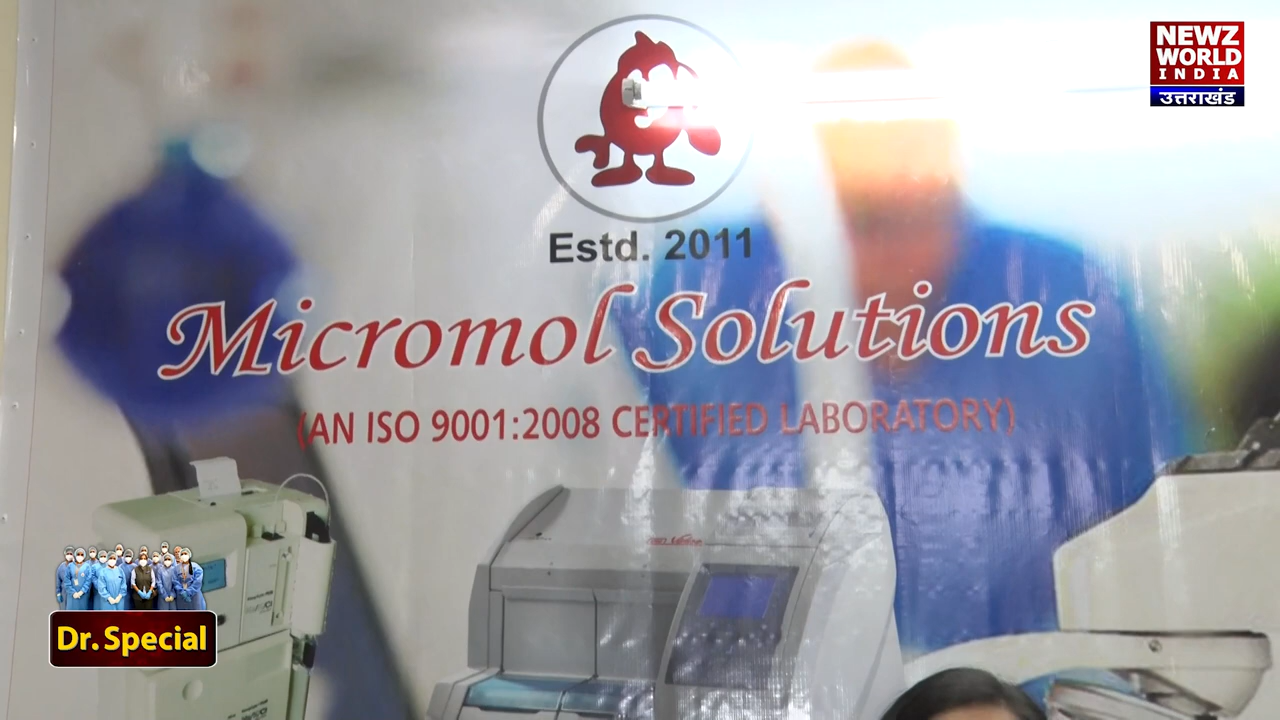 NEWZ
WORLD
INDIA
उत्तराखंड
Estd. 2011
Micromol Solutions
(AN ISO 9001:2008 CERTIFIED LABORATORY)
Dr. Special